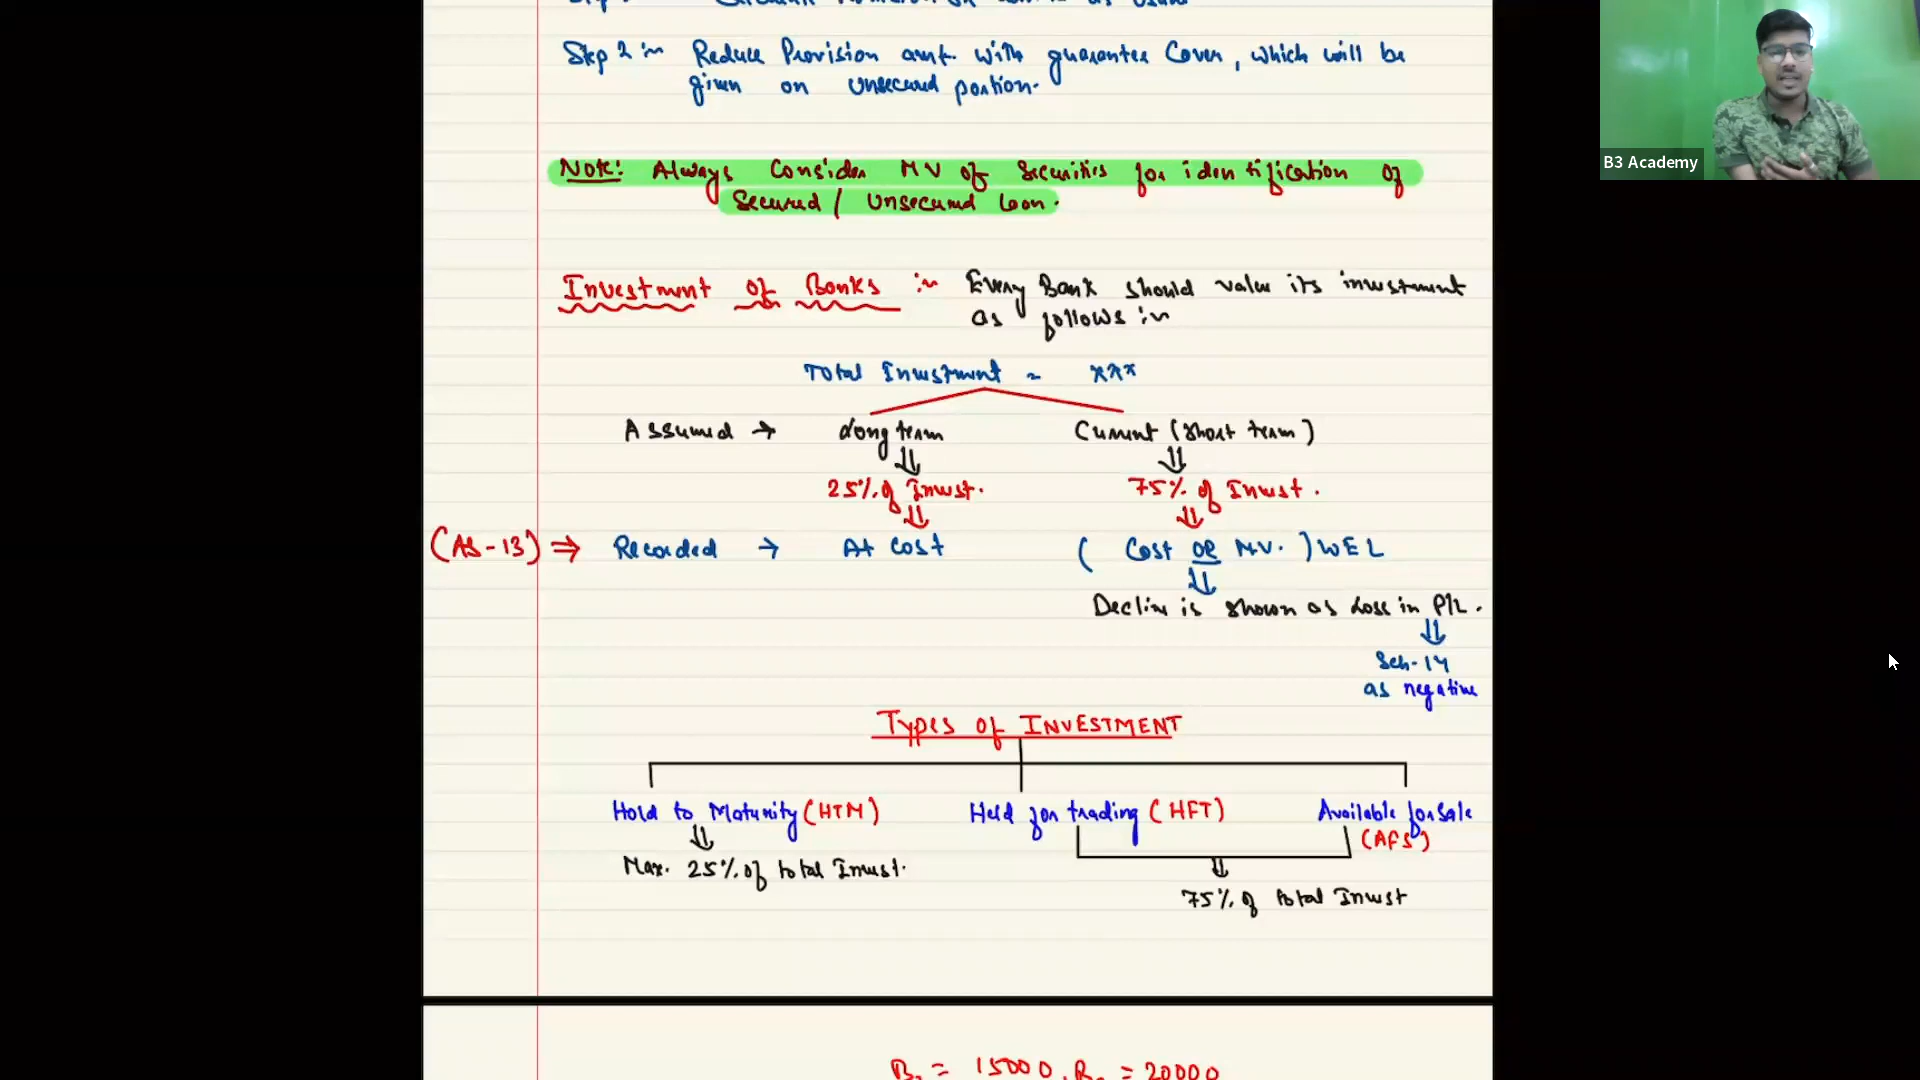 Step 2 :- Reduce Provision amt. with guarantee Cover, which will be
given on unsecured portion.
B3 Academy
Note: Always Consider MV of Securities for identification of
Secured / Unsecured Loan.
Investment of Banks :- Every Bank should value its investment
as follows :-
Total Investment = xxx
Assumed → Long term Current (Short term)
25% of Invest. 75% of Invest.
(AS-13) ⇒ Recorded → At Cost ( Cost OR MV. ) WEL
Decline is shown as Loss in P/L.
Sch-14
as negative
Types of INVESTMENT
Hold to Maturity (HTM) Held for trading (HFT) Available for Sale
(AFS)
Max. 25% of total Invest.
75% of total Invest
= 15000, = 20000